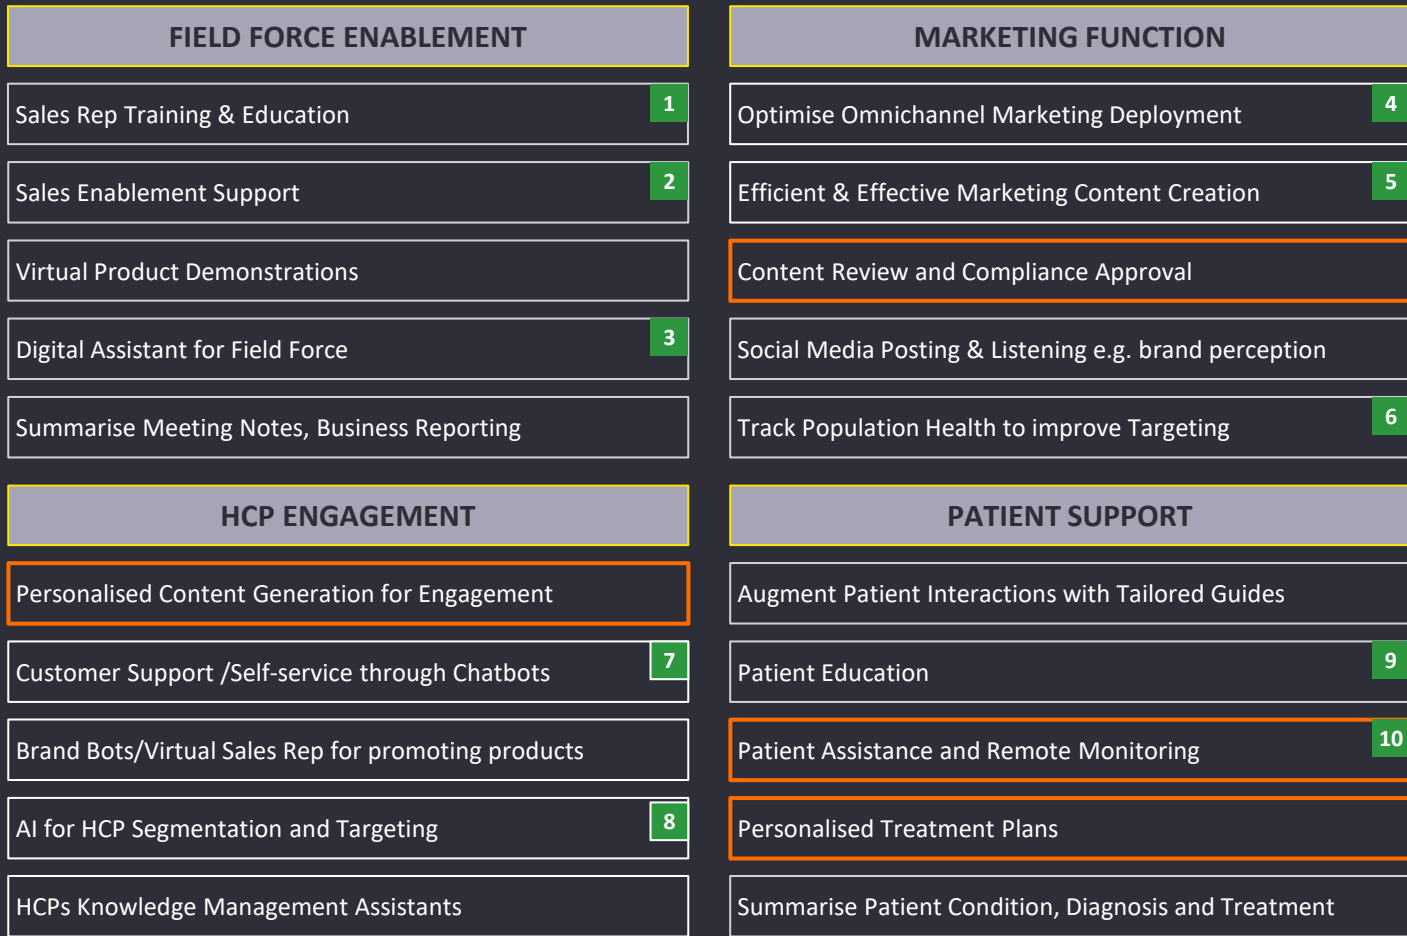 FIELD FORCE ENABLEMENT
Sales Rep Training & Education
1
Sales Enablement Support
2
Virtual Product Demonstrations
Digital Assistant for Field Force
3
Summarise Meeting Notes, Business Reporting
MARKETING FUNCTION
Optimise Omnichannel Marketing Deployment
4
Efficient & Effective Marketing Content Creation
5
Content Review and Compliance Approval
Social Media Posting & Listening e.g. brand perception
Track Population Health to improve Targeting
6
HCP ENGAGEMENT
Personalised Content Generation for Engagement
Customer Support /Self-service through Chatbots
7
Brand Bots/Virtual Sales Rep for promoting products
AI for HCP Segmentation and Targeting
8
HCPs Knowledge Management Assistants
PATIENT SUPPORT
Augment Patient Interactions with Tailored Guides
Patient Education
9
Patient Assistance and Remote Monitoring
10
Personalised Treatment Plans
Summarise Patient Condition, Diagnosis and Treatment